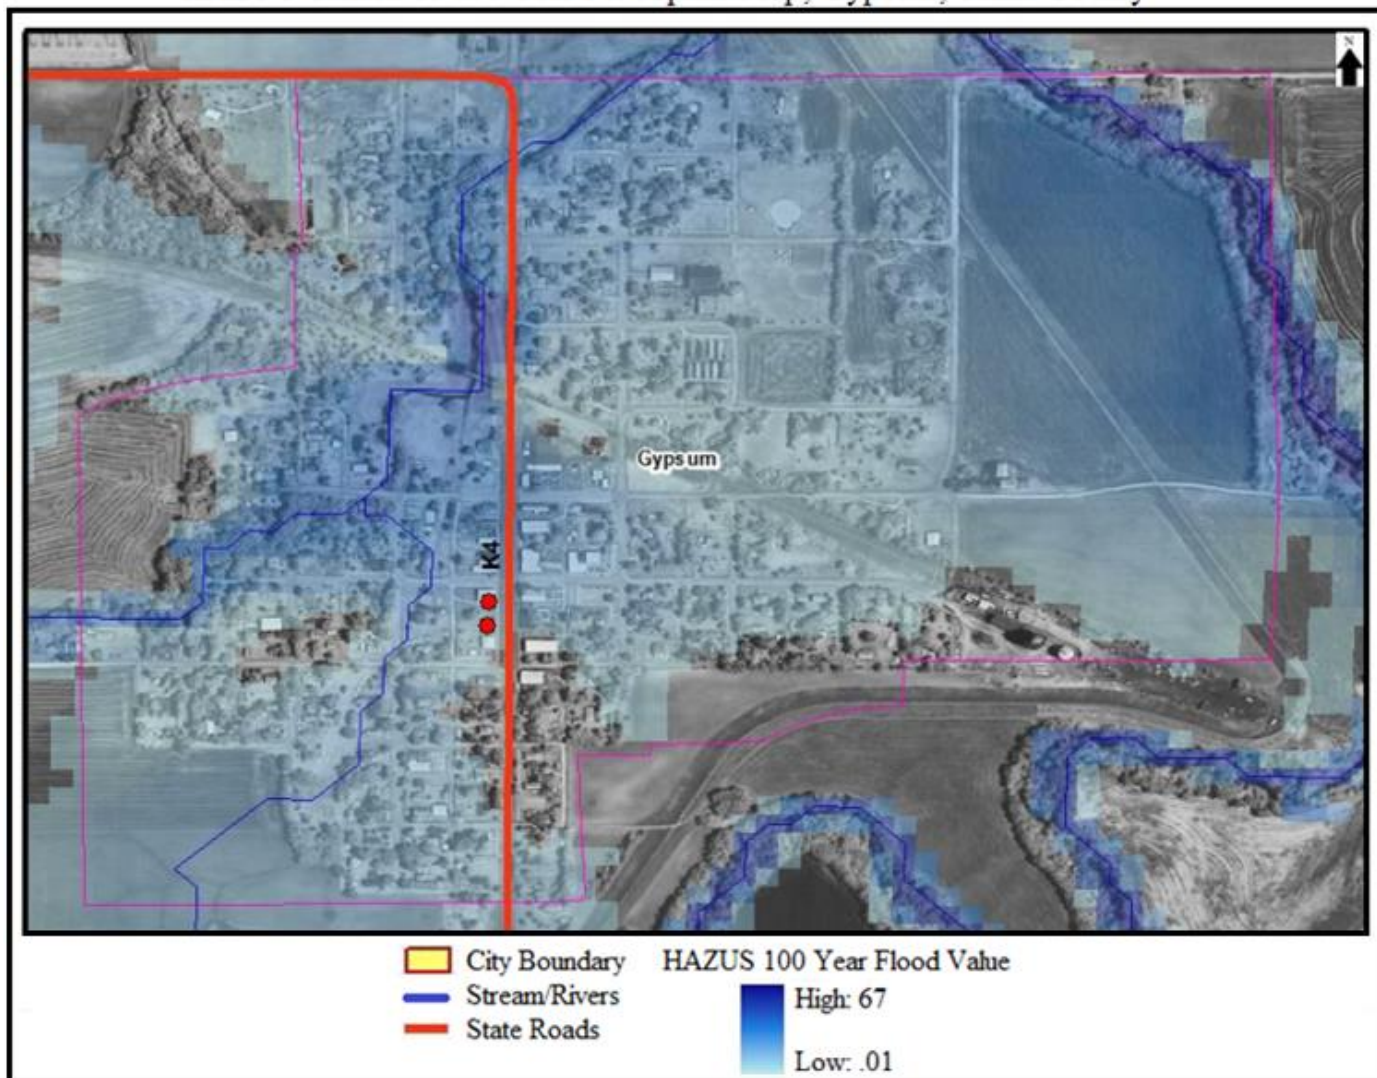 N
Gypsum
K4
City Boundary
HAZUS 100 Year Flood Value
Stream/Rivers
High: 67
State Roads
Low: .01